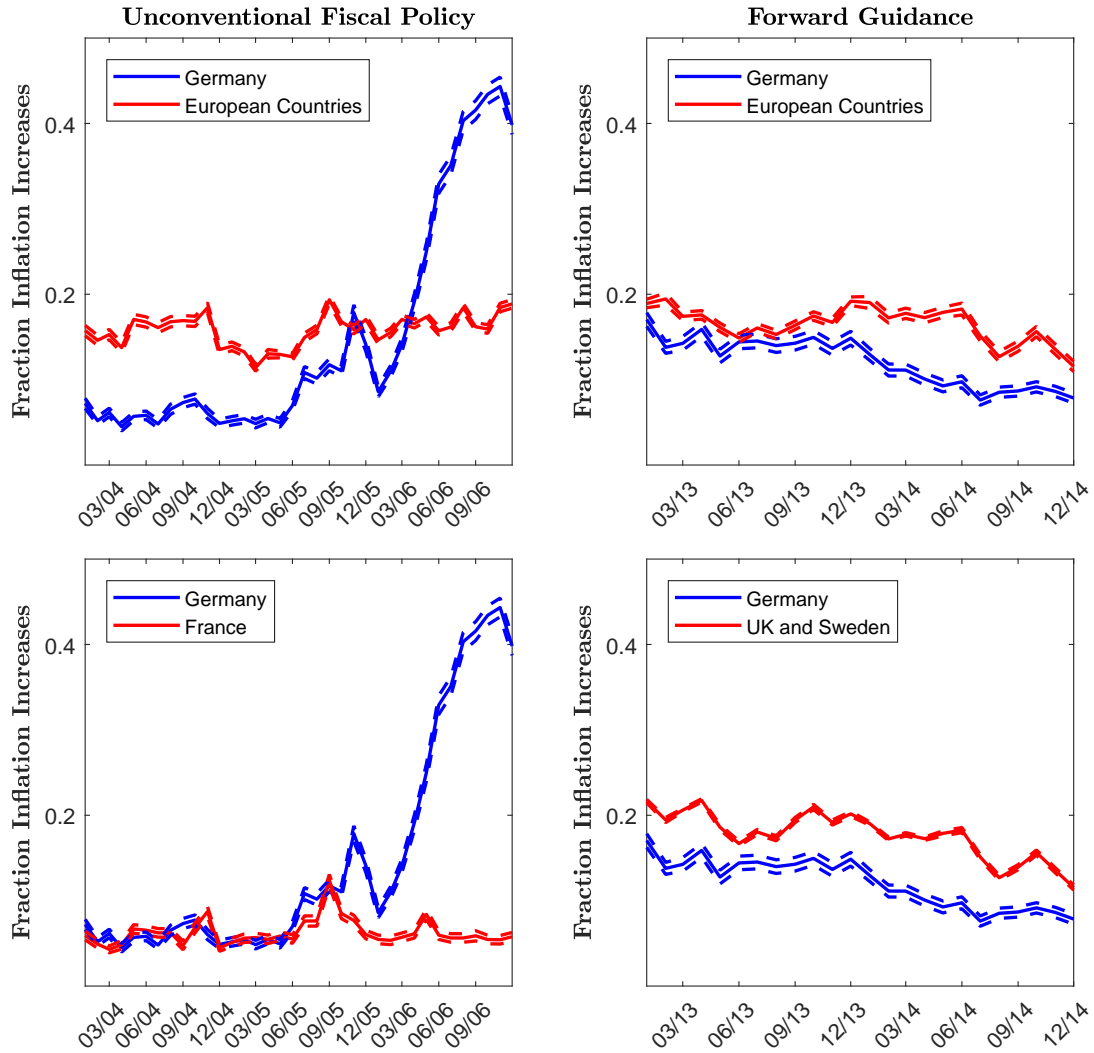 Unconventional Fiscal Policy
Fraction Inflation Increases
0.4
0.2
Germany
European Countries
03/04 06/04 09/04 12/04 03/05 06/05 09/05 12/05 03/06 06/06 09/06
Forward Guidance
Fraction Inflation Increases
0.4
0.2
Germany
European Countries
03/13 06/13 09/13 12/13 03/14 06/14 09/14 12/14
Fraction Inflation Increases
0.4
0.2
Germany
France
03/04 06/04 09/04 12/04 03/05 06/05 09/05 12/05 03/06 06/06 09/06
Fraction Inflation Increases
0.4
0.2
Germany
UK and Sweden
03/13 06/13 09/13 12/13 03/14 06/14 09/14 12/14